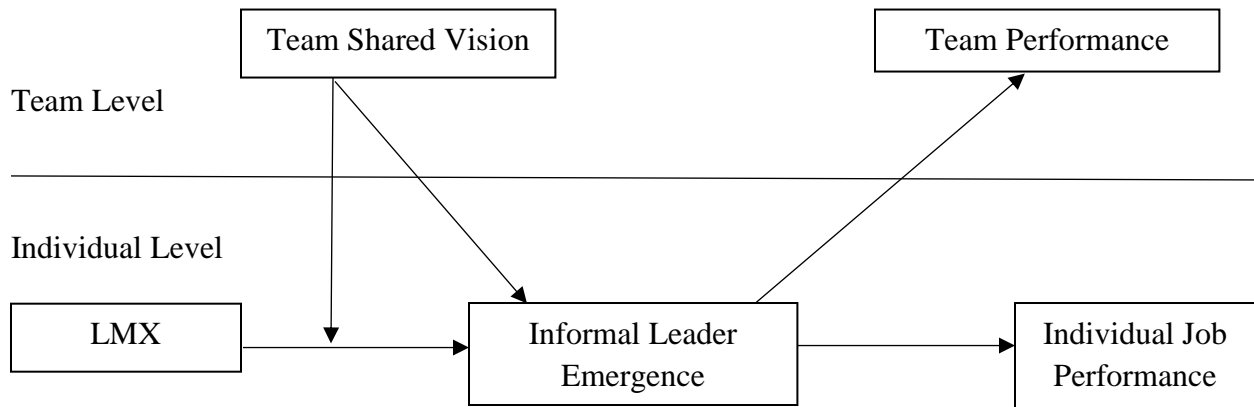 Team Shared Vision
Team Performance
Team Level
Individual Level
LMX
Informal Leader
Emergence
Individual Job
Performance